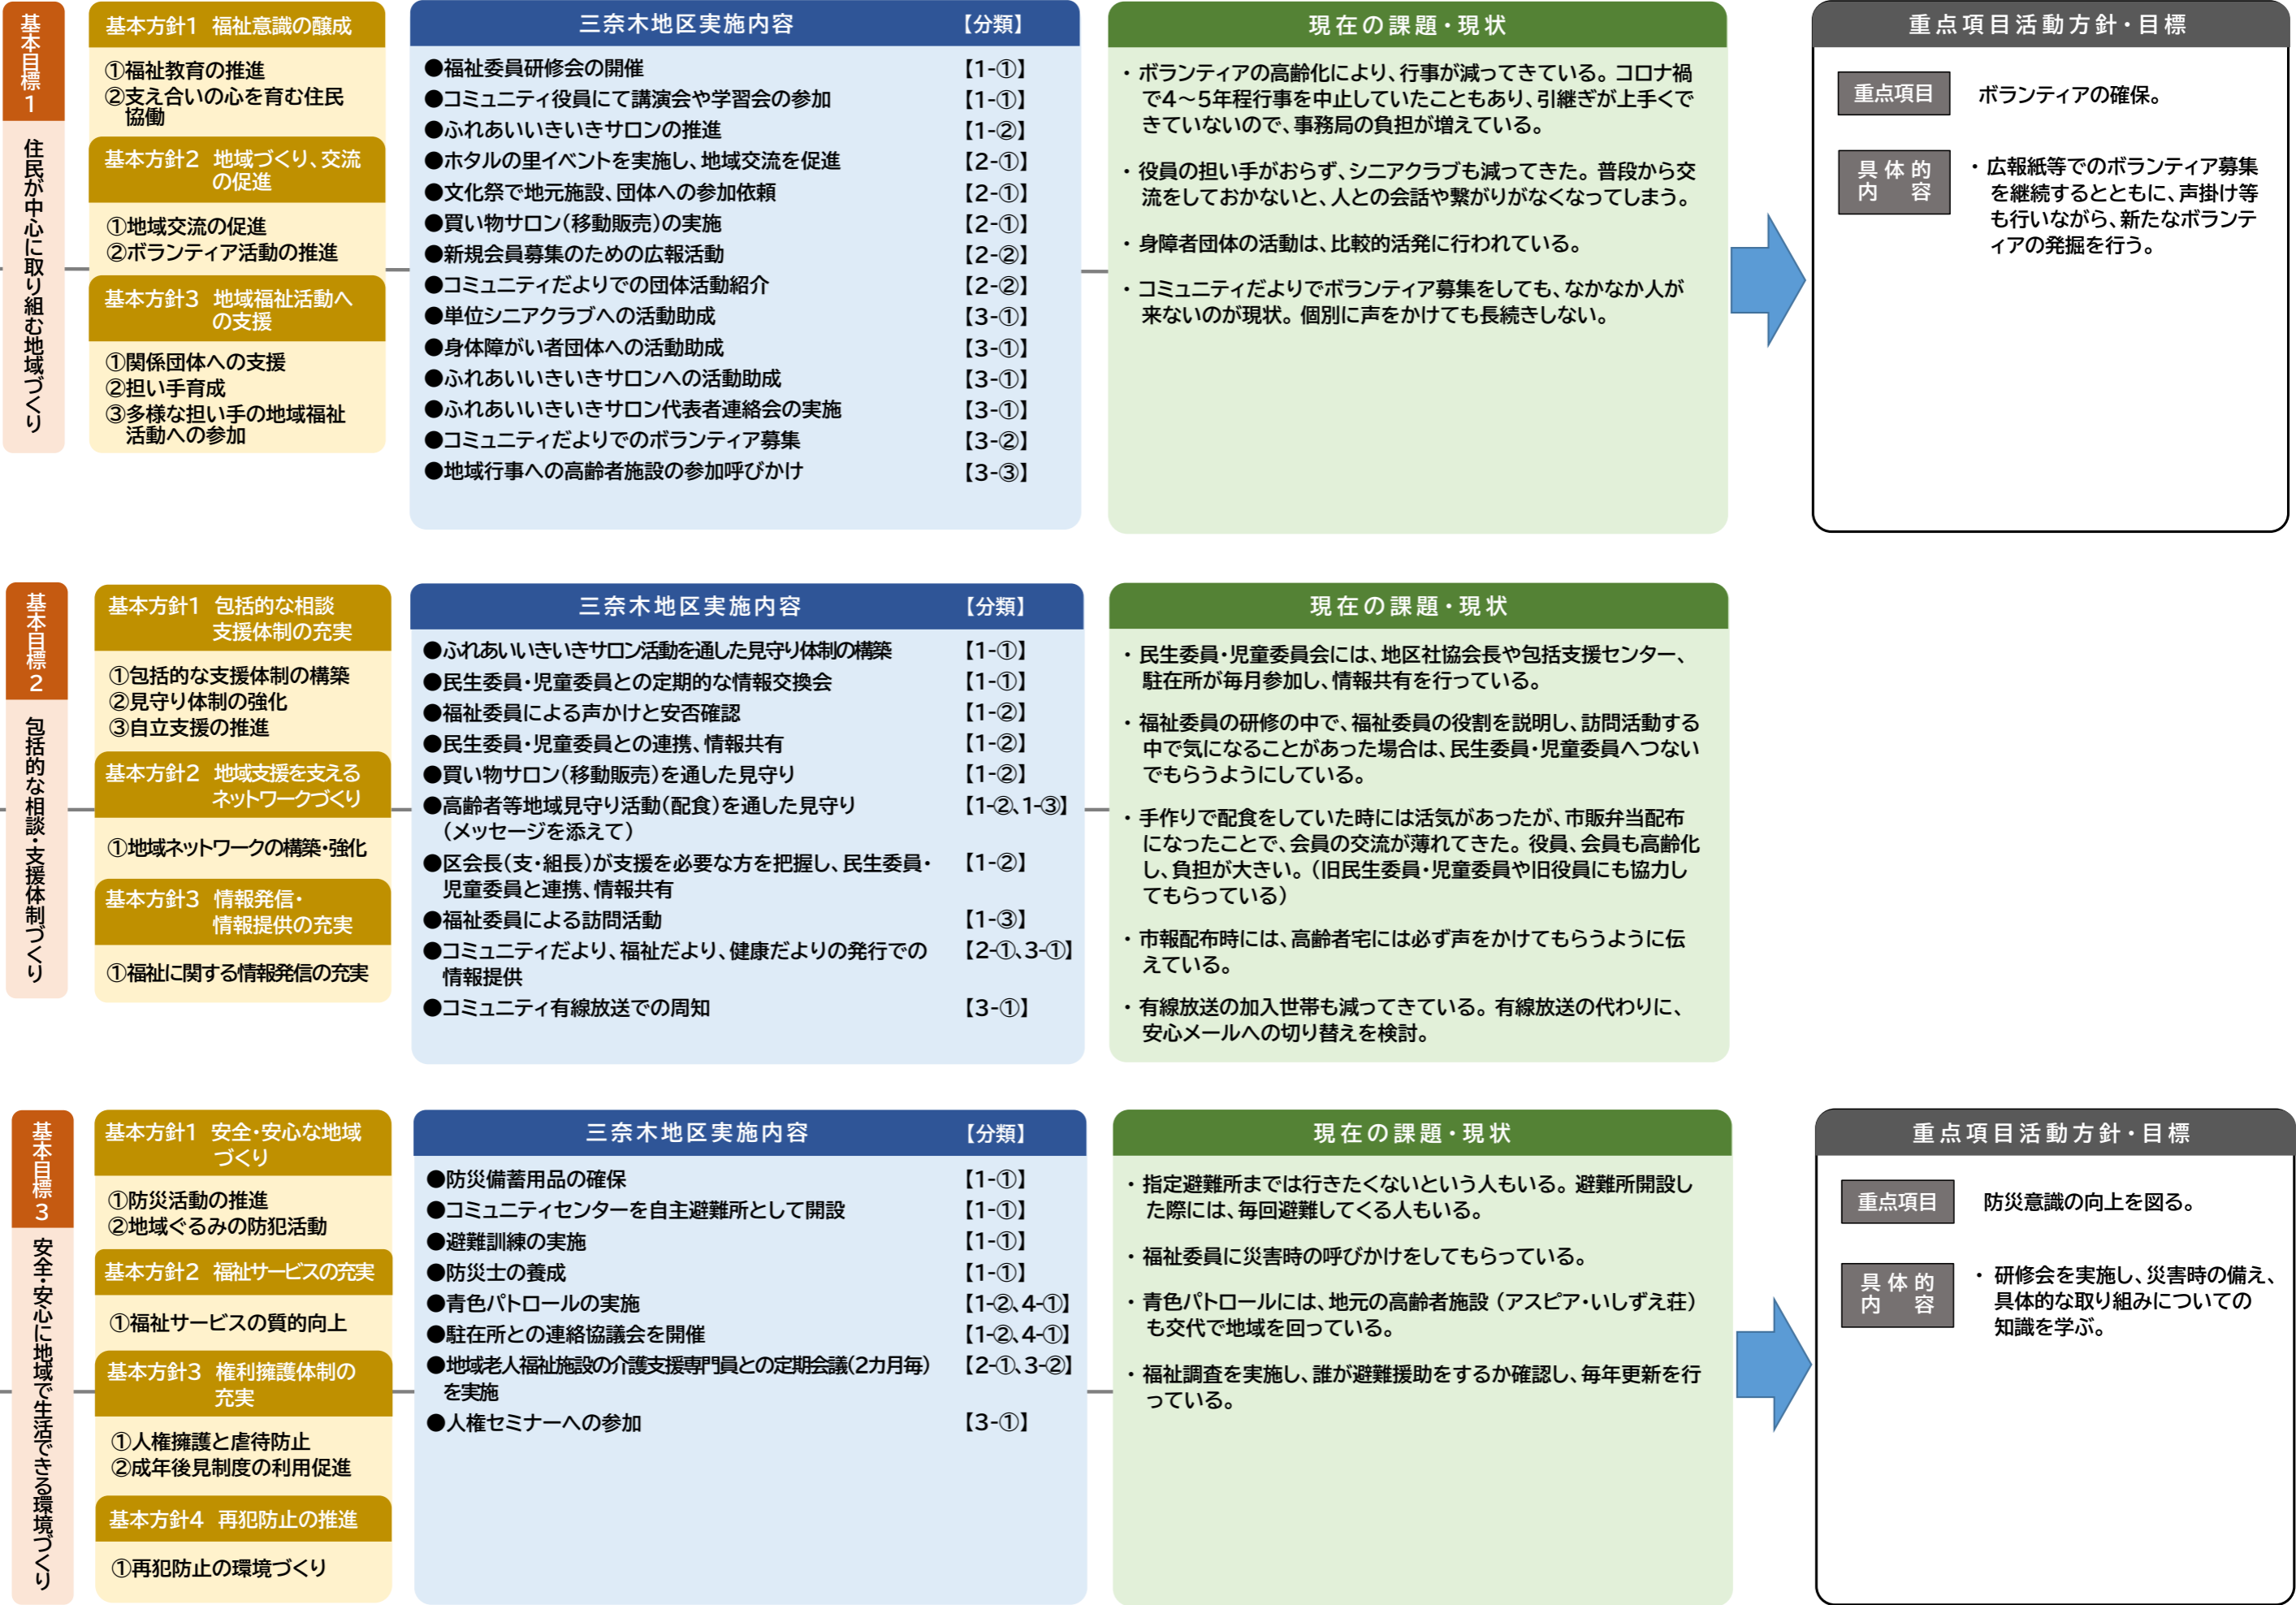 基本目標1
住民が中心に取り組む地域づくり
基本方針1 福祉意識の醸成
①福祉教育の推進
②支え合いの心を育む住民
協働
基本方針2 地域づくり、交流
の促進
①地域交流の促進
②ボランティア活動の推進
基本方針3 地域福祉活動へ
の支援
①関係団体への支援
②担い手育成
③多様な担い手の地域福祉
活動への参加
三奈木地区実施内容 【分類】
●福祉委員研修会の開催 【1-①】
●コミュニティ役員にて講演会や学習会の参加 【1-①】
●ふれあいいきいきサロンの推進 【1-②】
●ホタルの里イベントを実施し、地域交流を促進 【2-①】
●文化祭で地元施設、団体への参加依頼 【2-①】
●買い物サロン(移動販売)の実施 【2-①】
●新規会員募集のための広報活動 【2-②】
●コミュニティだよりでの団体活動紹介 【2-②】
●単位シニアクラブへの活動助成 【3-①】
●身体障がい者団体への活動助成 【3-①】
●ふれあいいきいきサロンへの活動助成 【3-①】
●ふれあいいきいきサロン代表者連絡会の実施 【3-①】
●コミュニティだよりでのボランティア募集 【3-②】
●地域行事への高齢者施設の参加呼びかけ 【3-③】
現在の課題・現状
・ボランティアの高齢化により、行事が減ってきている。コロナ禍
で4～5年程行事を中止していたこともあり、引継ぎが上手くで
きていないので、事務局の負担が増えている。
・役員の担い手がおらず、シニアクラブも減ってきた。普段から交
流をしておかないと、人との会話や繋がりがなくなってしまう。
・身障者団体の活動は、比較的活発に行われている。
・コミュニティだよりでボランティア募集をしても、なかなか人が
来ないのが現状。個別に声をかけても長続きしない。
重点項目活動方針・目標
重点項目 ボランティアの確保。
具体的
内容
・広報紙等でのボランティア募集
を継続するとともに、声掛け等
も行いながら、新たなボランテ
ィアの発掘を行う。
基本目標2
包括的な相談・支援体制づくり
基本方針1 包括的な相談
支援体制の充実
①包括的な支援体制の構築
②見守り体制の強化
③自立支援の推進
基本方針2 地域支援を支える
ネットワークづくり
①地域ネットワークの構築・強化
基本方針3 情報発信・
情報提供の充実
①福祉に関する情報発信の充実
三奈木地区実施内容 【分類】
●ふれあいいきいきサロン活動を通した見守り体制の構築 【1-①】
●民生委員・児童委員との定期的な情報交換会 【1-①】
●福祉委員による声かけと安否確認 【1-②】
●民生委員・児童委員との連携、情報共有 【1-②】
●買い物サロン(移動販売)を通した見守り 【1-②】
●高齢者等地域見守り活動(配食)を通した見守り 【1-②、1-③】
(メッセージを添えて)
●区会長(支・組長)が支援を必要な方を把握し、民生委員・ 【1-②】
児童委員と連携、情報共有
●福祉委員による訪問活動 【1-③】
●コミュニティだより、福祉だより、健康だよりの発行での 【2-①、3-①】
情報提供
●コミュニティ有線放送での周知 【3-①】
現在の課題・現状
・民生委員・児童委員会には、地区社協会長や包括支援センター、
駐在所が毎月参加し、情報共有を行っている。
・福祉委員の研修の中で、福祉委員の役割を説明し、訪問活動する
中で気になることがあった場合は、民生委員・児童委員へつない
でもらうようにしている。
・手作りで配食をしていた時には活気があったが、市販弁当配布
になったことで、会員の交流が薄れてきた。役員、会員も高齢化
し、負担が大きい。(旧民生委員・児童委員や旧役員にも協力し
てもらっている)
・市報配布時には、高齢者宅には必ず声をかけてもらうように伝
えている。
・有線放送の加入世帯も減ってきている。有線放送の代わりに、
安心メールへの切り替えを検討。
基本目標3
安全・安心に地域で生活できる環境づくり
基本方針1 安全・安心な地域
づくり
①防災活動の推進
②地域ぐるみの防犯活動
基本方針2 福祉サービスの充実
①福祉サービスの質的向上
基本方針3 権利擁護体制の
充実
①人権擁護と虐待防止
②成年後見制度の利用促進
基本方針4 再犯防止の推進
①再犯防止の環境づくり
三奈木地区実施内容 【分類】
●防災備蓄用品の確保 【1-①】
●コミュニティセンターを自主避難所として開設 【1-①】
●避難訓練の実施 【1-①】
●防災士の養成 【1-①】
●青色パトロールの実施 【1-②、4-①】
●駐在所との連絡協議会を開催 【1-②、4-①】
●地域老人福祉施設の介護支援専門員との定期会議(2カ月毎) 【2-①、3-②】
を実施
●人権セミナーへの参加 【3-①】
現在の課題・現状
・指定避難所までは行きたくないという人もいる。避難所開設し
た際には、毎回避難してくる人もいる。
・福祉委員に災害時の呼びかけをしてもらっている。
・青色パトロールには、地元の高齢者施設(アスピア・いしずえ荘)
も交代で地域を回っている。
・福祉調査を実施し、誰が避難援助をするか確認し、毎年更新を行
っている。
重点項目活動方針・目標
重点項目 防災意識の向上を図る。
具体的
内容
・研修会を実施し、災害時の備え、
具体的な取り組みについての
知識を学ぶ。